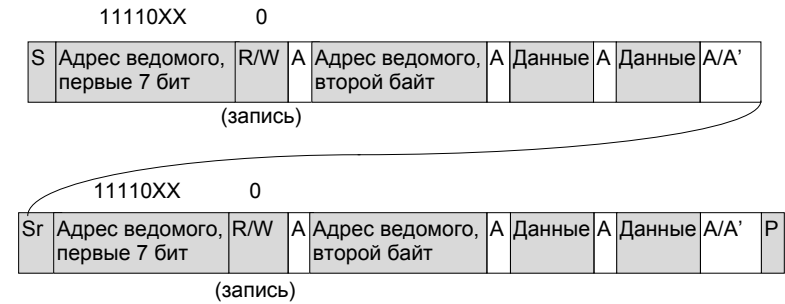 11110XX 0
S Адрес ведомого, первые 7 бит R/W A Адрес ведомого, второй байт A Данные A Данные A/A’
(запись)
11110XX 0
Sr Адрес ведомого, первые 7 бит R/W A Адрес ведомого, второй байт A Данные A Данные A/A’ P
(запись)